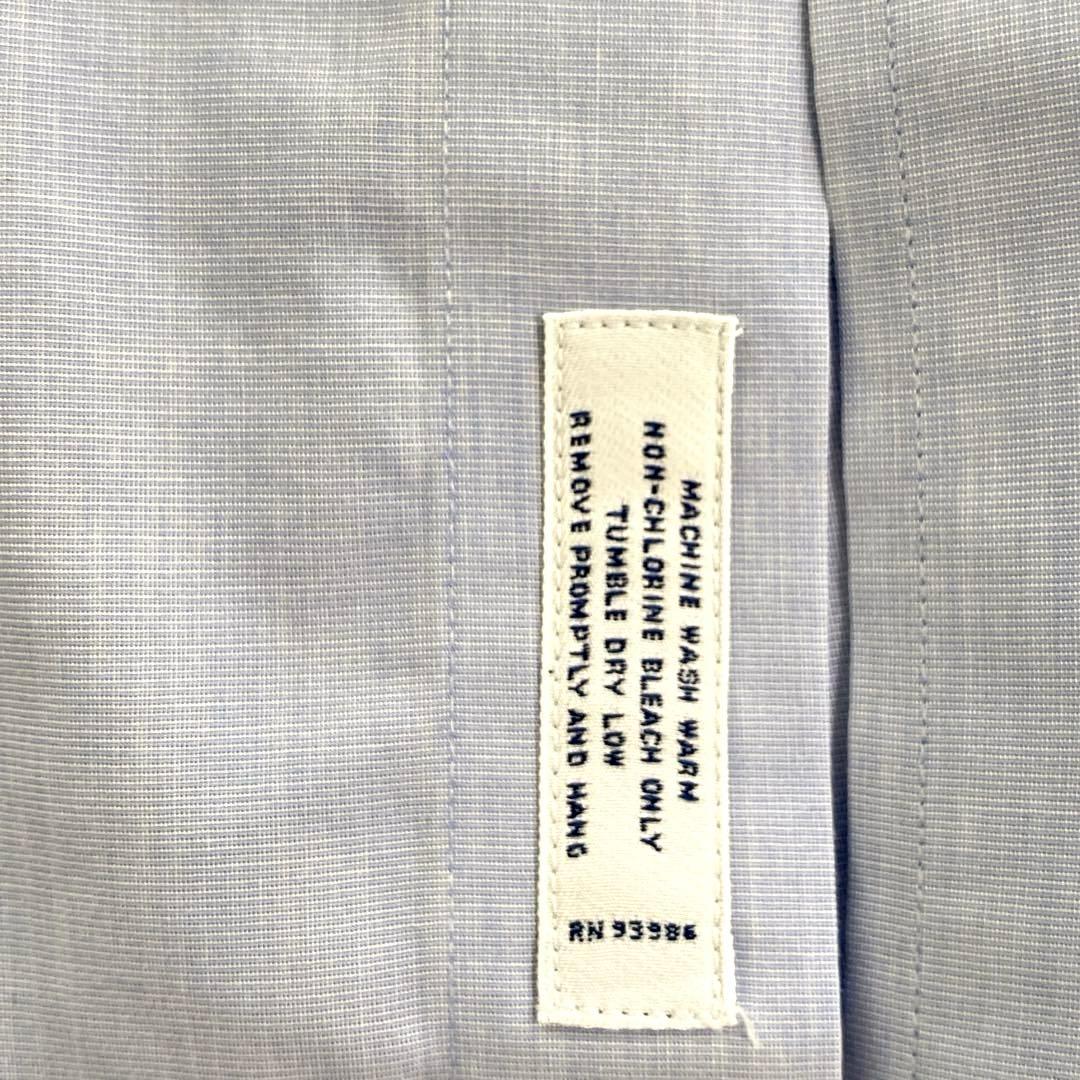 MACHINE WASH WARM
NON-CHLORINE BLEACH ONLY
TUMBLE DRY LOW
REMOVE PROMPTLY AND HANG
RN 93986